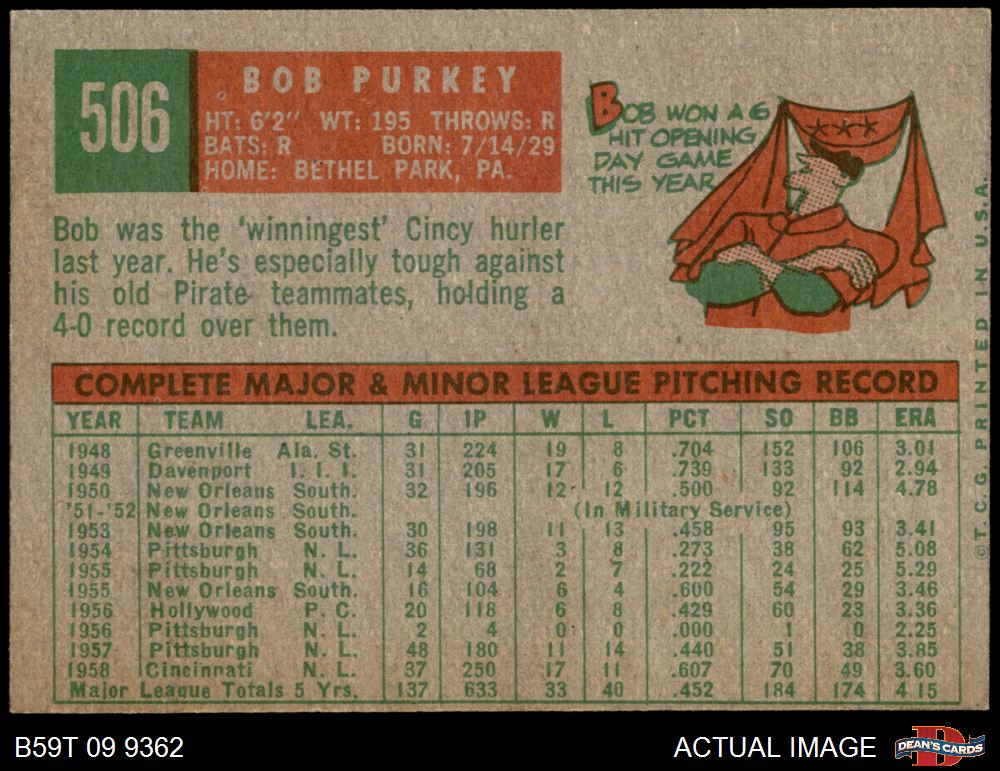 506
BOB PURKEY
HT: 6'2" WT: 195 THROWS: R
BATS: R BORN: 7/14/29
HOME: BETHEL PARK, PA.
BOB WON A 6
HIT OPENING
DAY GAME
THIS YEAR
Bob was the 'winningest' Cincy hurler
last year. He's especially tough against
his old Pirate teammates, holding a
4-0 record over them.
COMPLETE MAJOR & MINOR LEAGUE PITCHING RECORD
YEAR TEAM LEA. G IP W L PCT SO BB ERA
1948 Greenville Ala. St. 31 224 19 8 .704 152 106 3.01
1949 Davenport I. I. I. 31 205 17 6 .739 133 92 2.94
1950 New Orleans South. 32 196 12 12 .500 92 114 4.78
'51-'52 New Orleans South. (In Military Service)
1953 New Orleans South. 30 198 11 13 .458 95 93 3.41
1954 Pittsburgh N. L. 36 131 3 8 .273 38 62 5.08
1955 Pittsburgh N. L. 14 68 2 7 .222 24 25 5.29
1955 New Orleans South. 16 104 6 4 .600 54 29 3.46
1956 Hollywood P. C. 20 118 6 8 .429 60 23 3.36
1956 Pittsburgh N. L. 2 4 0 0 .000 1 0 2.25
1957 Pittsburgh N. L. 48 180 11 14 .440 51 38 3.85
1958 Cincinnati N. L. 37 250 17 11 .607 70 49 3.60
Major League Totals 5 Yrs. 137 633 33 40 .452 184 174 4.15
©T.C.G. PRINTED IN U.S.A.
B59T 09 9362
ACTUAL IMAGE
D
DEAN'S CARDS